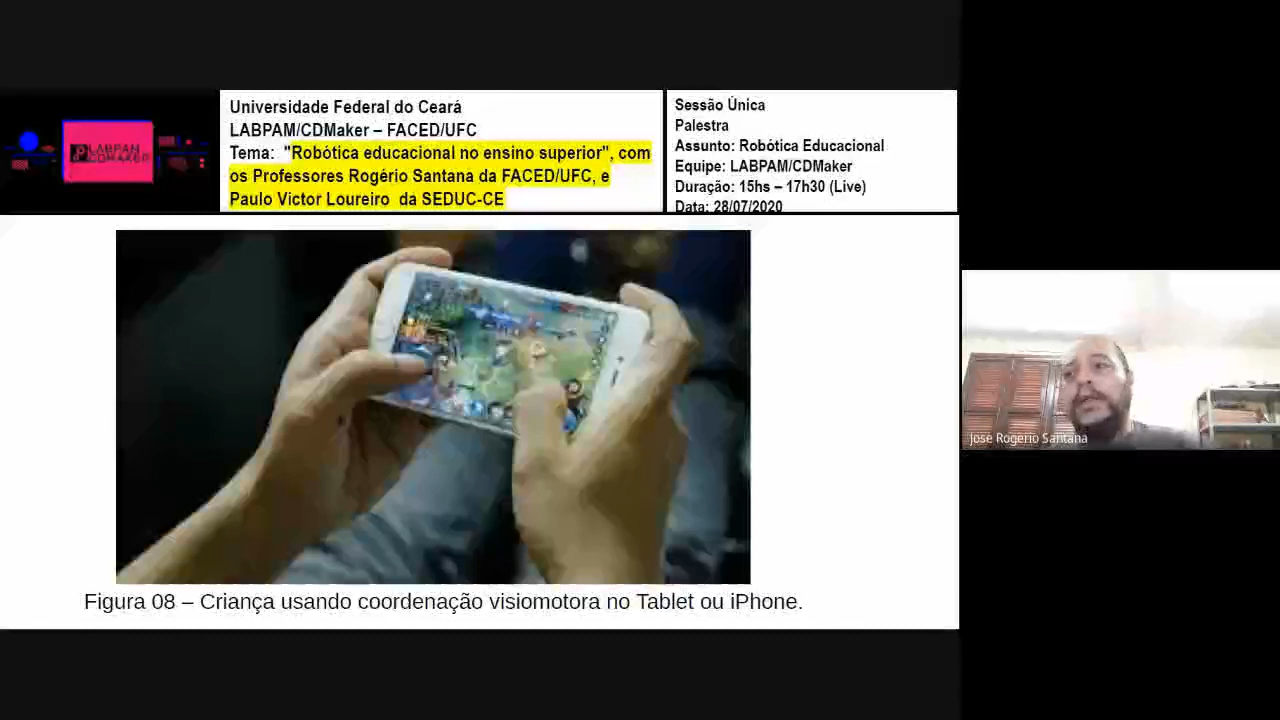 LABPAM
CDMAKER
Universidade Federal do Ceará
LABPAM/CDMaker – FACED/UFC
Tema: "Robótica educacional no ensino superior", com
os Professores Rogério Santana da FACED/UFC, e
Paulo Victor Loureiro da SEDUC-CE
Sessão Única
Palestra
Assunto: Robótica Educacional
Equipe: LABPAM/CDMaker
Duração: 15hs – 17h30 (Live)
Data: 28/07/2020
José Rogério Santana
Figura 08 – Criança usando coordenação visiomotora no Tablet ou iPhone.